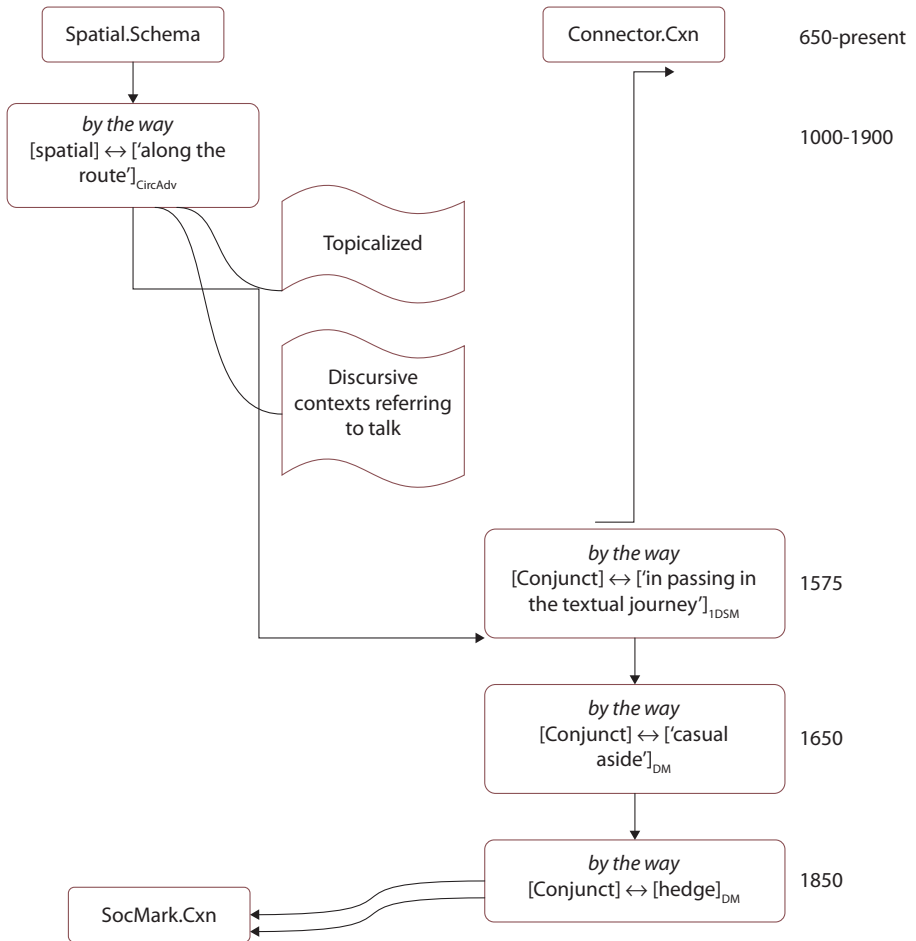 Spatial.Schema
Connector.Cxn
650-present
by the way
[spatial] ↔ ['along the
route']CircAdv
1000-1900
Topicalized
Discursive
contexts referring
to talk
by the way
[Conjunct] ↔ ['in passing in
the textual journey']1DSM
1575
by the way
[Conjunct] ↔ ['casual
aside']DM
1650
by the way
[Conjunct] ↔ [hedge]DM
1850
SocMark.Cxn